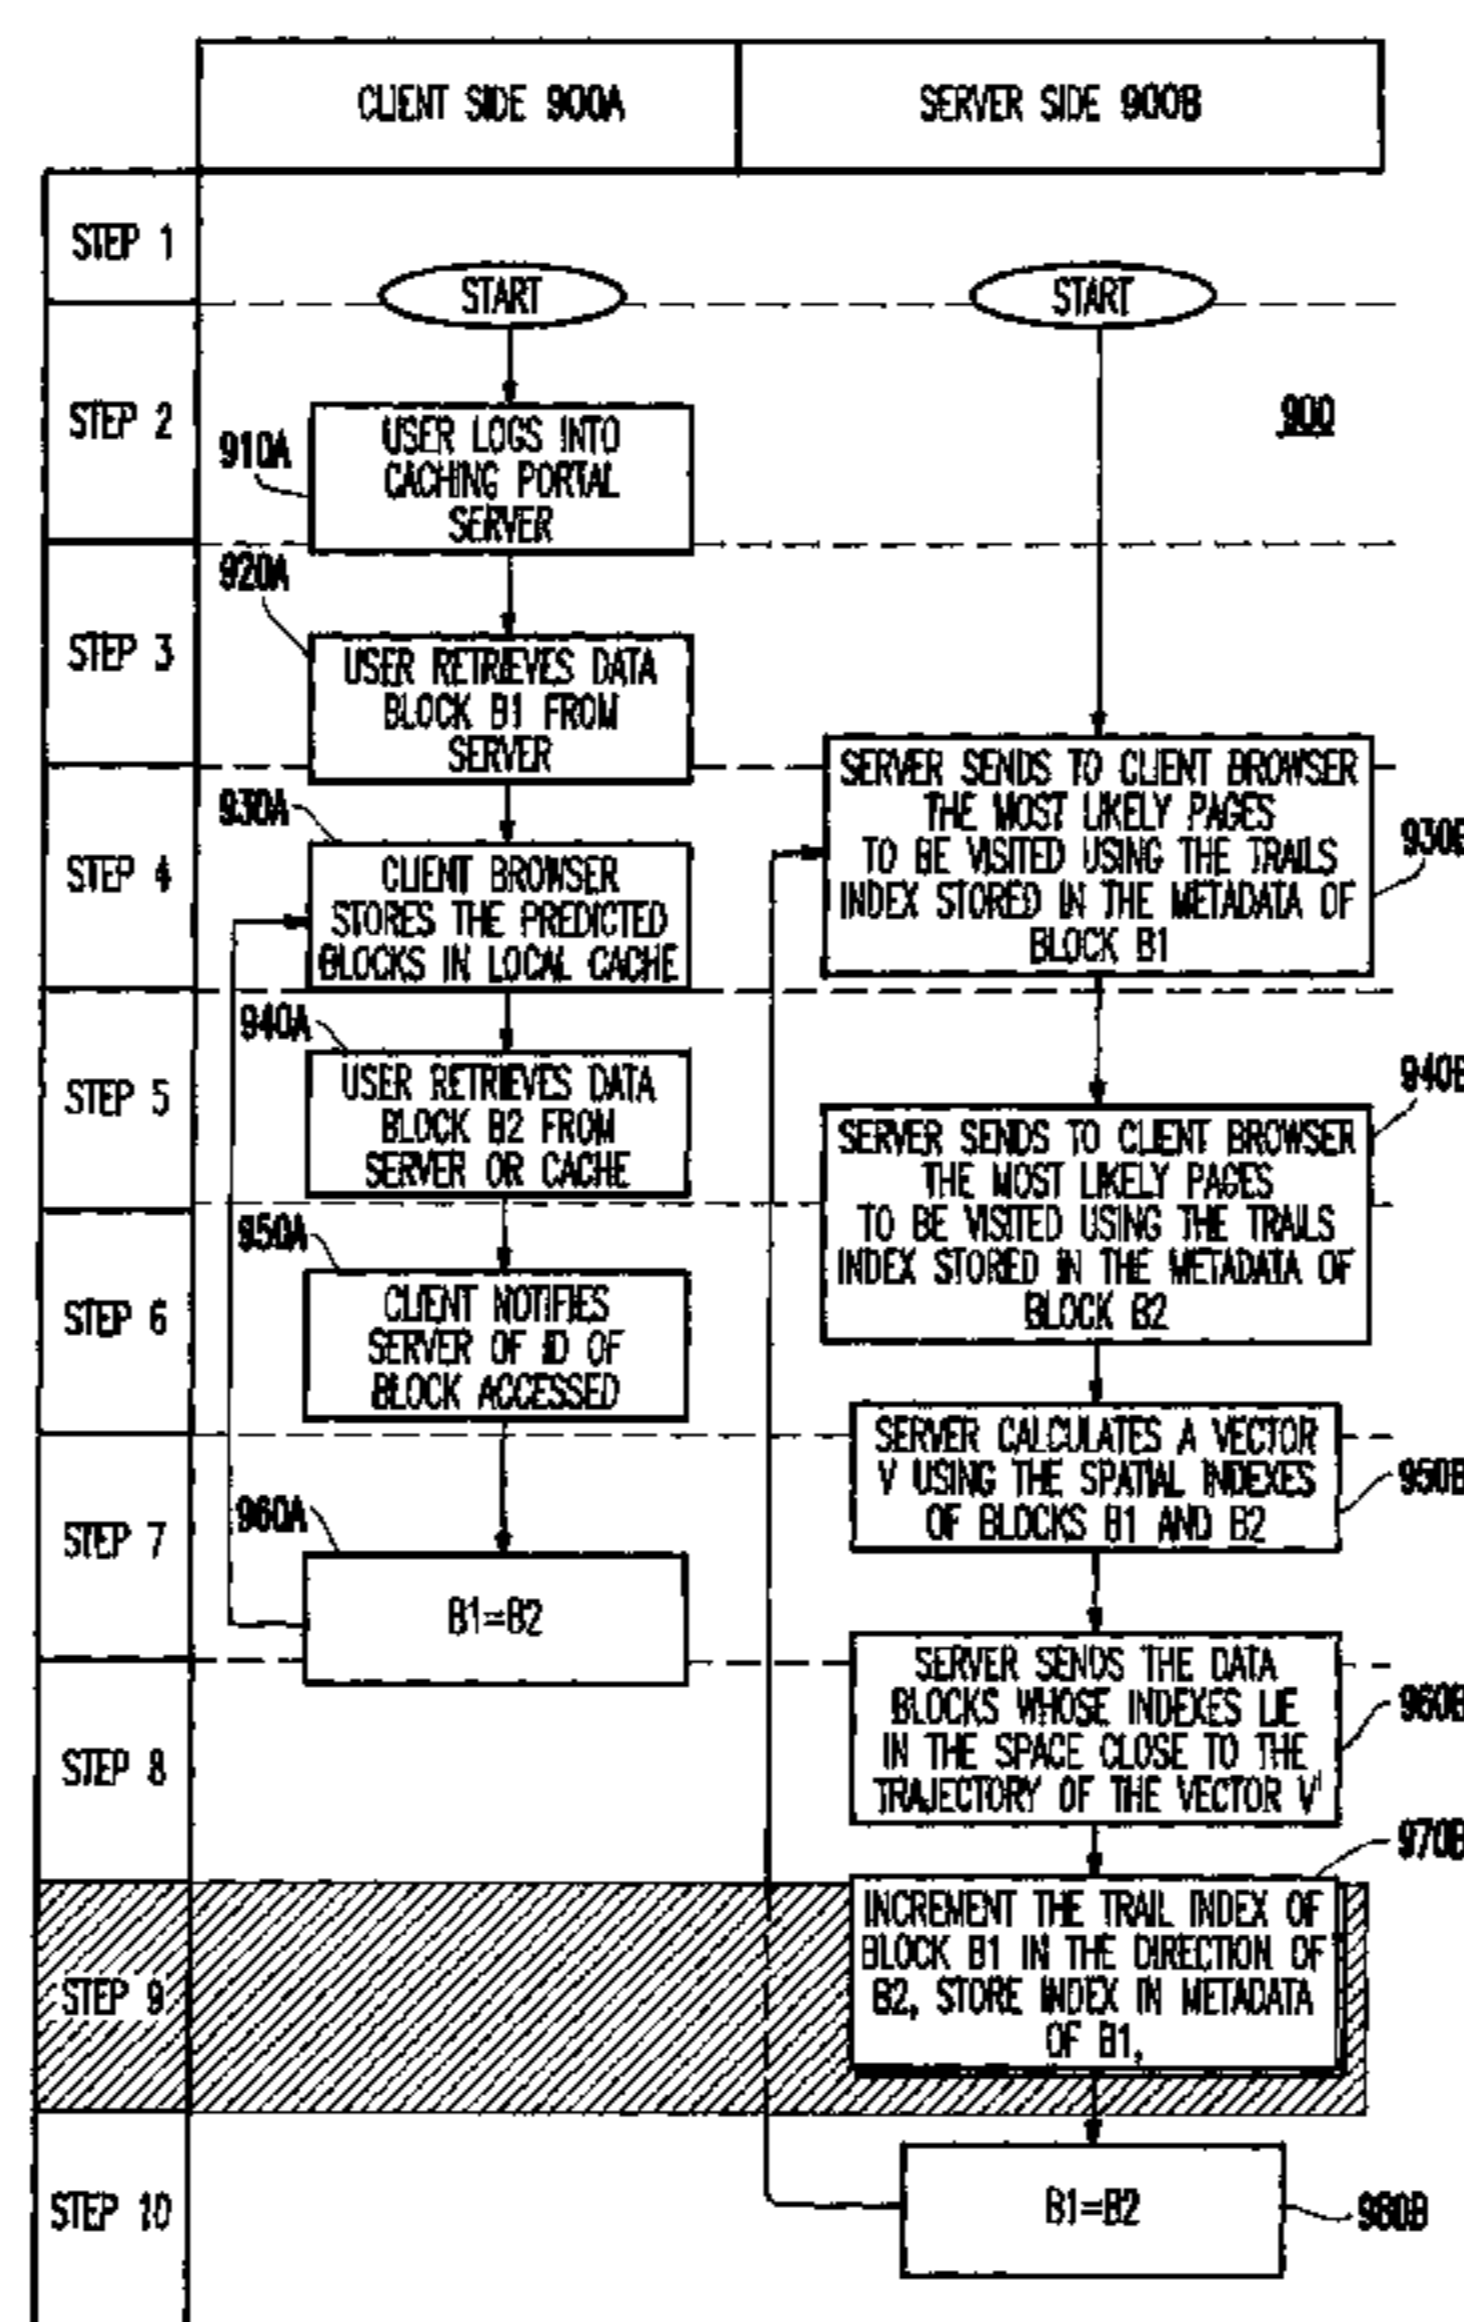 CLIENT SIDE 900A
SERVER SIDE 900B
STEP 1
START
START
STEP 2
900
910A
USER LOGS INTO
CACHING PORTAL
SERVER
STEP 3
920A
USER RETRIEVES DATA
BLOCK B1 FROM
SERVER
STEP 4
930A
CLIENT BROWSER
STORES THE PREDICTED
BLOCKS IN LOCAL CACHE
SERVER SENDS TO CLIENT BROWSER
THE MOST LIKELY PAGES
TO BE VISITED USING THE TRAILS
INDEX STORED IN THE METADATA OF
BLOCK B1
930B
STEP 5
940A
USER RETRIEVES DATA
BLOCK B2 FROM
SERVER OR CACHE
940B
SERVER SENDS TO CLIENT BROWSER
THE MOST LIKELY PAGES
TO BE VISITED USING THE TRAILS
INDEX STORED IN THE METADATA OF
BLOCK B2
STEP 6
950A
CLIENT NOTIFIES
SERVER OF ID OF
BLOCK ACCESSED
STEP 7
960A
B1=B2
SERVER CALCULATES A VECTOR
V USING THE SPATIAL INDEXES
OF BLOCKS B1 AND B2
950B
STEP 8
SERVER SENDS THE DATA
BLOCKS WHOSE INDEXES LIE
IN THE SPACE CLOSE TO THE
TRAJECTORY OF THE VECTOR V
960B
STEP 9
970B
INCREMENT THE TRAIL INDEX OF
BLOCK B1 IN THE DIRECTION OF
B2, STORE INDEX IN METADATA
OF B1,
STEP 10
B1=B2
980B